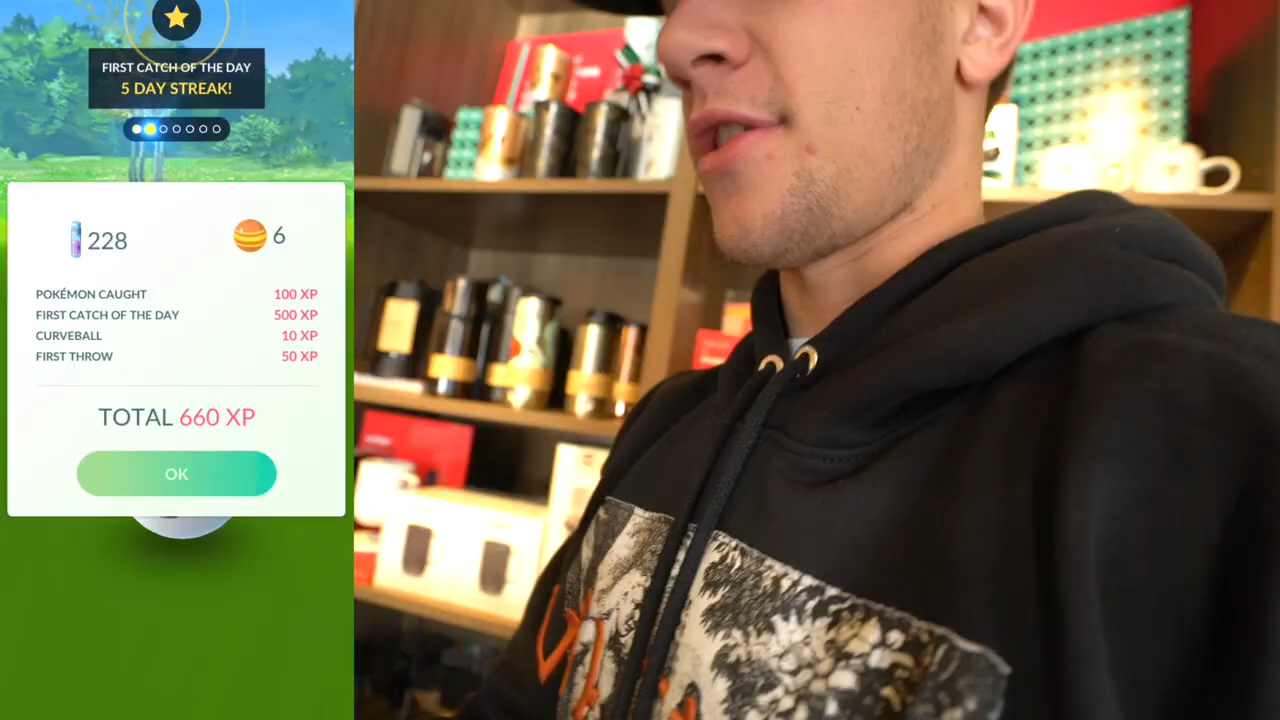 FIRST CATCH OF THE DAY
5 DAY STREAK!
228
6
POKÉMON CAUGHT 100 XP
FIRST CATCH OF THE DAY 500 XP
CURVEBALL 10 XP
FIRST THROW 50 XP
TOTAL 660 XP
OK